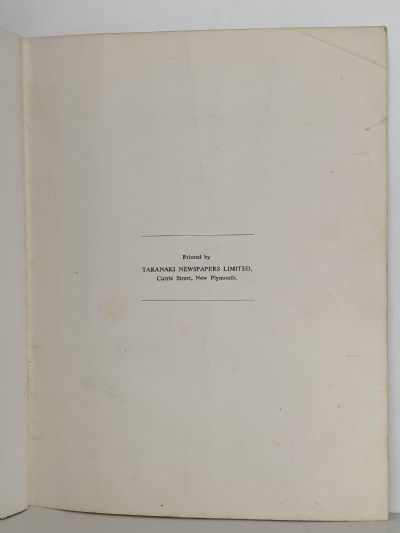 Printed by
TARANAKI NEWSPAPERS LIMITED,
Currie Street, New Plymouth.